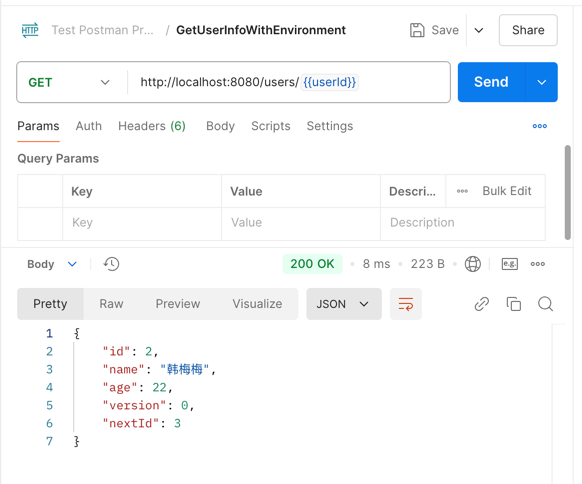 HTTP Test Postman Pr... / GetUserInfoWithEnvironment Save Share
GET http://localhost:8080/users/ {{userId}} Send
Params Auth Headers (6) Body Scripts Settings
Query Params
Key Value Descri... Bulk Edit
Key Value Description
Body 200 OK 8 ms 223 B e.g.
Pretty Raw Preview Visualize JSON
1 {
2 "id": 2,
3 "name": "韩梅梅",
4 "age": 22,
5 "version": 0,
6 "nextId": 3
7 }